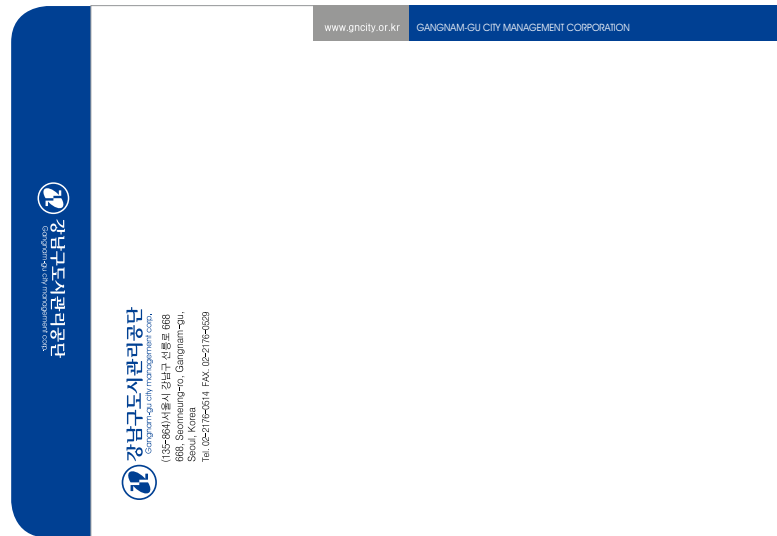 www.gncity.or.kr
GANGNAM-GU CITY MANAGEMENT CORPORATION
강남구도시관리공단
Gangnam-gu city management corp.
강남구도시관리공단
Gangnam-gu city management corp.
(135-864)서울시 강남구 선릉로 668
668, Seonneung-ro, Gangnam-gu,
Seoul, Korea
Tel. 02-2176-0514 FAX. 02-2176-0529